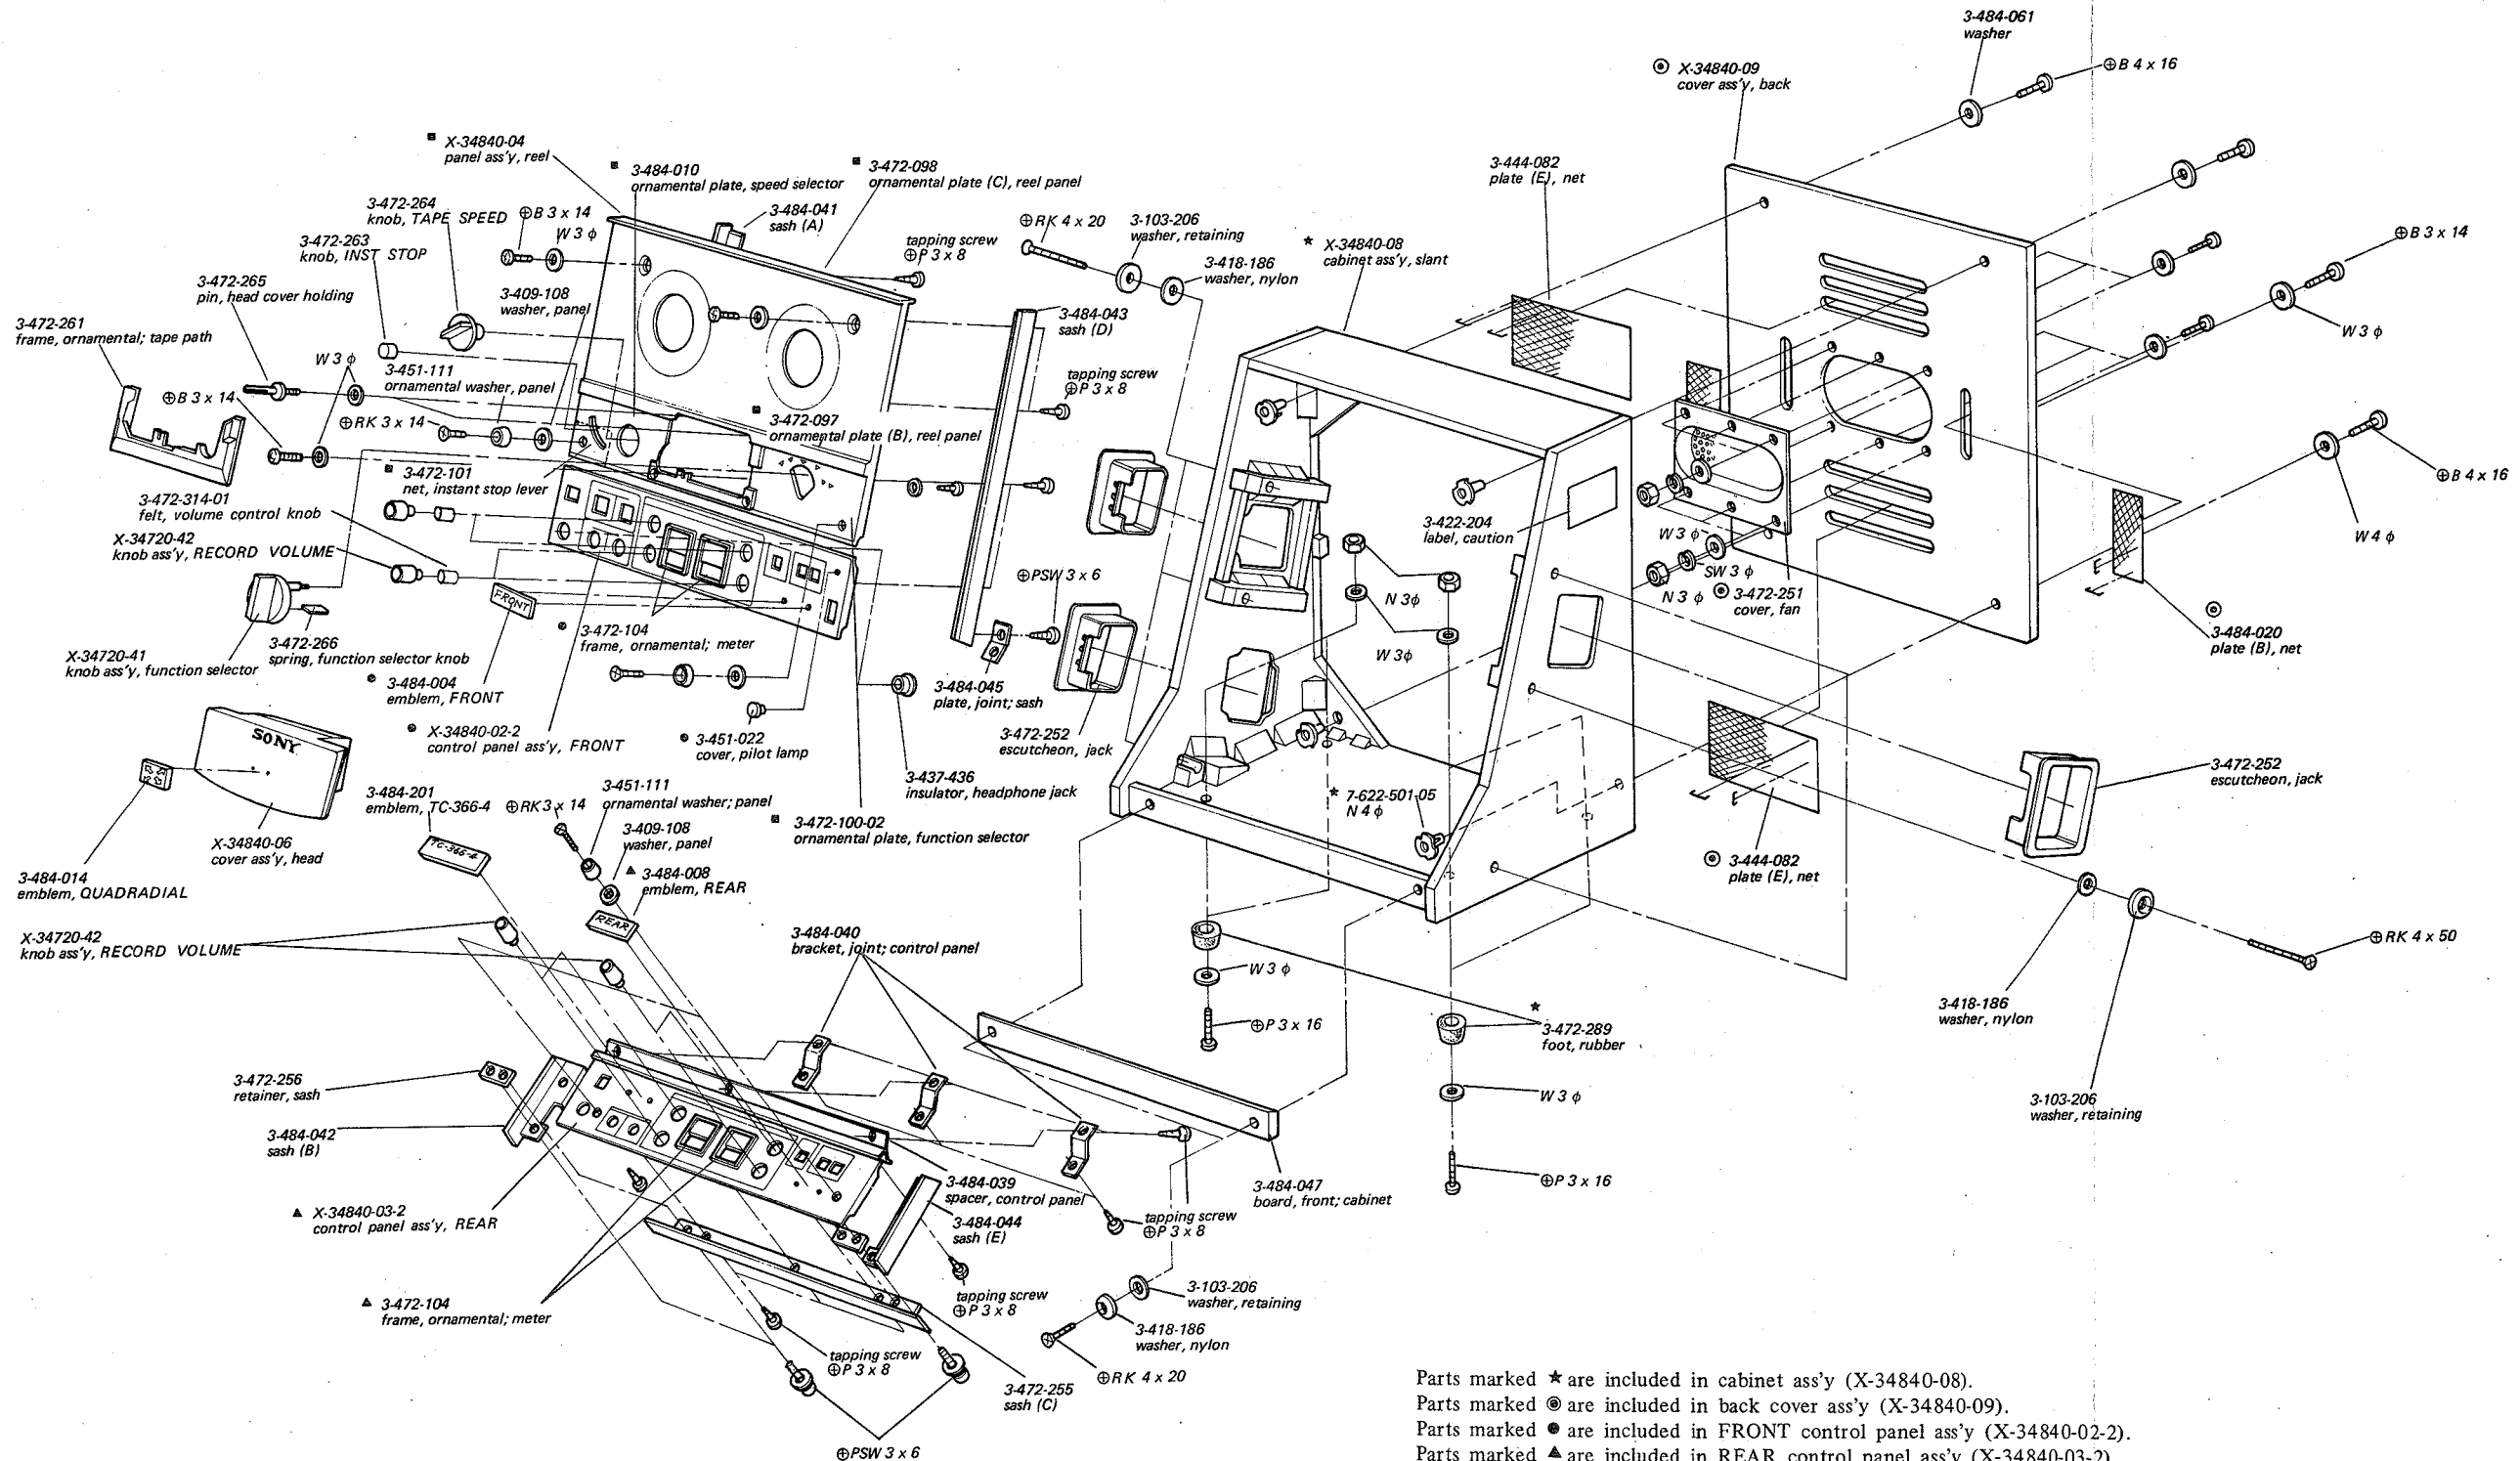 3-484-061
washer
⊕B 4 x 16
◎ X-34840-09
cover ass'y, back
■ X-34840-04
panel ass'y, reel
■ 3-484-010
ornamental plate, speed selector
■ 3-472-098
ornamental plate (C), reel panel
3-444-082
plate (E), net
3-472-264
knob, TAPE SPEED
⊕B 3 x 14
W 3 ϕ
3-484-041
sash (A)
⊕RK 4 x 20
3-103-206
washer, retaining
⊕B 3 x 14
3-472-263
knob, INST STOP
tapping screw
⊕P 3 x 8
★ X-34840-08
cabinet ass'y, slant
3-418-186
washer, nylon
3-472-265
pin, head cover holding
3-409-108
washer, panel
3-484-043
sash (D)
3-472-261
frame, ornamental; tape path
W 3 ϕ
W 3 ϕ
3-451-111
ornamental washer, panel
tapping screw
⊕P 3 x 8
⊕B 3 x 14
⊕RK 3 x 14
■ 3-472-097
ornamental plate (B), reel panel
■ 3-472-101
net, instant stop lever
⊕B 4 x 16
3-472-314-01
felt, volume control knob
3-422-204
label, caution
W 3 ϕ
W 4 ϕ
X-34720-42
knob ass'y, RECORD VOLUME
⊕PSW 3 x 6
SW 3 ϕ
N 3ϕ
N 3 ϕ
◎ 3-472-251
cover, fan
FRONT
3-472-266
spring, function selector knob
● 3-472-104
frame, ornamental; meter
W 3ϕ
◎
3-484-020
plate (B), net
X-34720-41
knob ass'y, function selector
● 3-484-004
emblem, FRONT
3-484-045
plate, joint; sash
SONY
● X-34840-02-2
control panel ass'y, FRONT
● 3-451-022
cover, pilot lamp
3-472-252
escutcheon, jack
3-472-252
escutcheon, jack
3-437-436
insulator, headphone jack
3-484-201
emblem, TC-366-4
⊕RK 3 x 14
3-451-111
ornamental washer; panel
★ 7-622-501-05
N 4 ϕ
3-409-108
washer, panel
■ 3-472-100-02
ornamental plate, function selector
X-34840-06
cover ass'y, head
TC-366-4
▲ 3-484-008
emblem, REAR
◎ 3-444-082
plate (E), net
3-484-014
emblem, QUADRADIAL
REAR
X-34720-42
knob ass'y, RECORD VOLUME
3-484-040
bracket, joint; control panel
⊕RK 4 x 50
W 3 ϕ
3-418-186
washer, nylon
⊕P 3 x 16
★
3-472-289
foot, rubber
3-472-256
retainer, sash
W 3 ϕ
3-103-206
washer, retaining
3-484-042
sash (B)
3-484-039
spacer, control panel
3-484-047
board, front; cabinet
⊕P 3 x 16
▲ X-34840-03-2
control panel ass'y, REAR
3-484-044
sash (E)
tapping screw
⊕P 3 x 8
▲ 3-472-104
frame, ornamental; meter
tapping screw
⊕P 3 x 8
3-103-206
washer, retaining
3-418-186
washer, nylon
tapping screw
⊕P 3 x 8
⊕RK 4 x 20
3-472-255
sash (C)
⊕PSW 3 x 6
Parts marked ★ are included in cabinet ass'y (X-34840-08).
Parts marked ◎ are included in back cover ass'y (X-34840-09).
Parts marked ● are included in FRONT control panel ass'y (X-34840-02-2).
Parts marked ▲ are included in REAR control panel ass'y (X-34840-03-2)